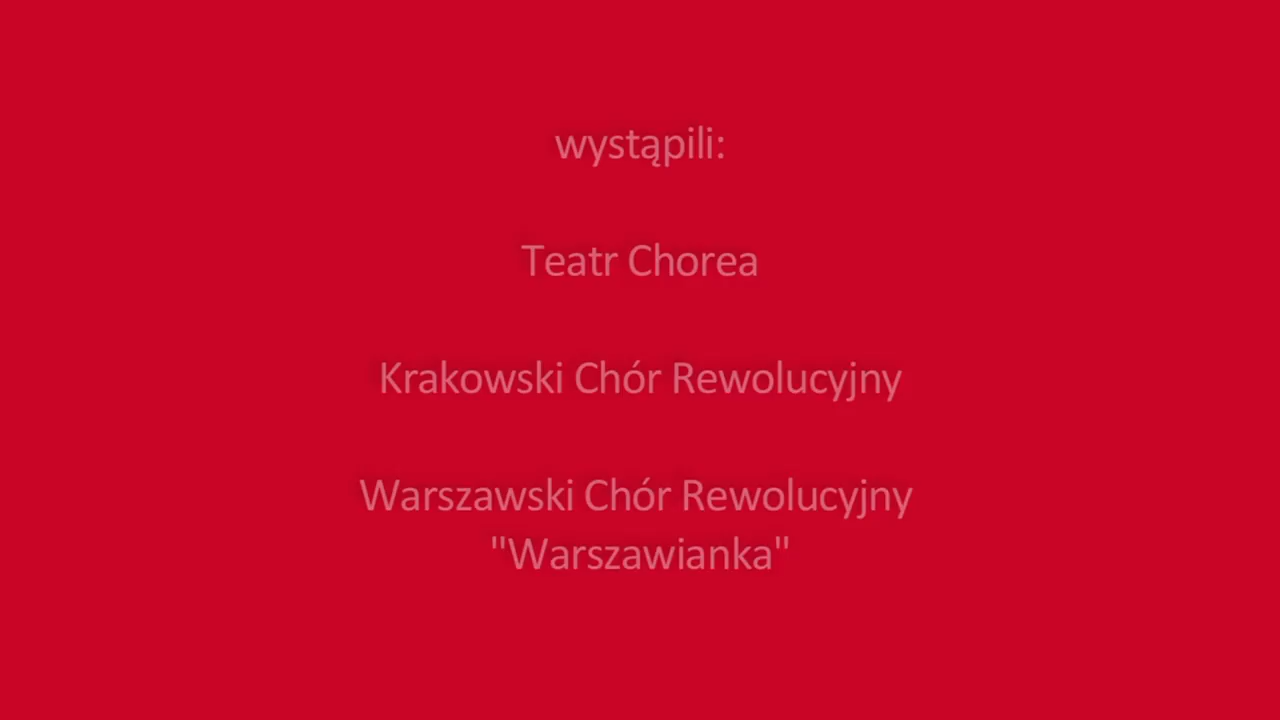 wystąpili:
Teatr Chorea
Krakowski Chór Rewolucyjny
Warszawski Chór Rewolucyjny
"Warszawianka"